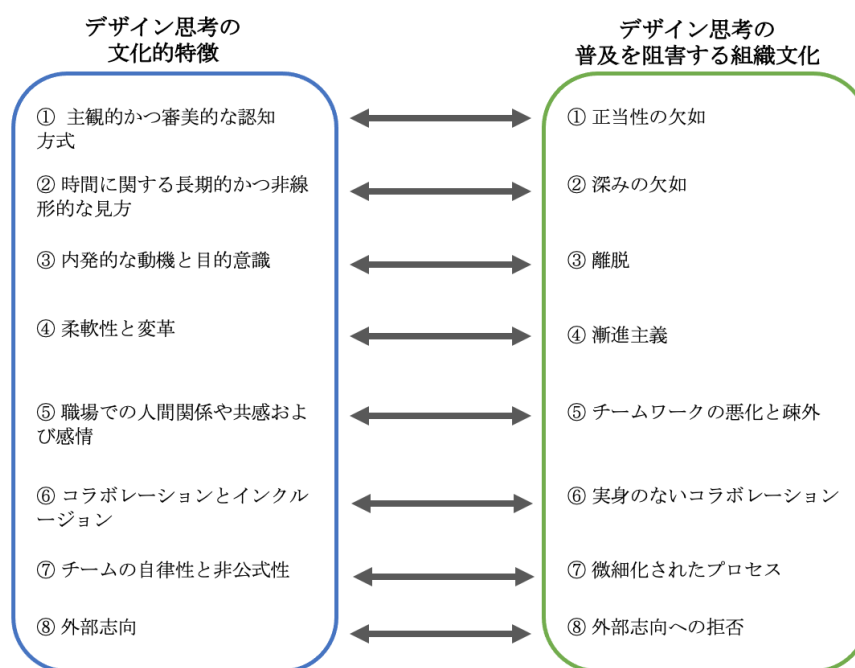 デザイン思考の
文化的特徴
デザイン思考の
普及を阻害する組織文化
① 主観的かつ審美的な認知
方式
① 正当性の欠如
② 時間に関する長期的かつ非線
形的な見方
② 深みの欠如
③ 内発的な動機と目的意識
③ 離脱
④ 柔軟性と変革
④ 漸進主義
⑤ 職場での人間関係や共感およ
び感情
⑤ チームワークの悪化と疎外
⑥ コラボレーションとインクル
ージョン
⑥ 実身のないコラボレーション
⑦ チームの自律性と非公式性
⑦ 微細化されたプロセス
⑧ 外部志向
⑧ 外部志向への拒否